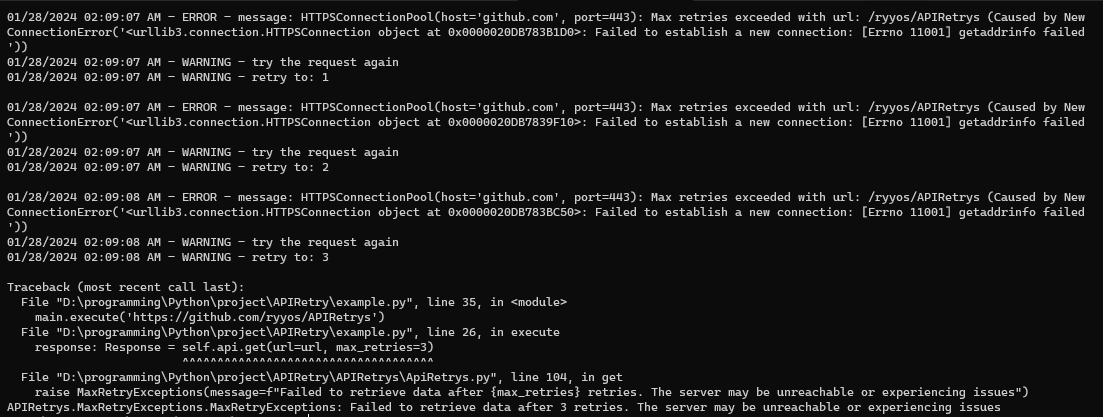 01/28/2024 02:09:07 AM - ERROR - message: HTTPSConnectionPool(host='github.com', port=443): Max retries exceeded with url: /ryyos/APIRetrys (Caused by New
ConnectionError('<urllib3.connection.HTTPSConnection object at 0x0000020DB783B1D0>: Failed to establish a new connection: [Errno 11001] getaddrinfo failed
'))
01/28/2024 02:09:07 AM - WARNING - try the request again
01/28/2024 02:09:07 AM - WARNING - retry to: 1
01/28/2024 02:09:07 AM - ERROR - message: HTTPSConnectionPool(host='github.com', port=443): Max retries exceeded with url: /ryyos/APIRetrys (Caused by New
ConnectionError('<urllib3.connection.HTTPSConnection object at 0x0000020DB7839F10>: Failed to establish a new connection: [Errno 11001] getaddrinfo failed
'))
01/28/2024 02:09:07 AM - WARNING - try the request again
01/28/2024 02:09:07 AM - WARNING - retry to: 2
01/28/2024 02:09:08 AM - ERROR - message: HTTPSConnectionPool(host='github.com', port=443): Max retries exceeded with url: /ryyos/APIRetrys (Caused by New
ConnectionError('<urllib3.connection.HTTPSConnection object at 0x0000020DB783BC50>: Failed to establish a new connection: [Errno 11001] getaddrinfo failed
'))
01/28/2024 02:09:08 AM - WARNING - try the request again
01/28/2024 02:09:08 AM - WARNING - retry to: 3
Traceback (most recent call last):
  File "D:\programming\Python\project\APIRetry\example.py", line 35, in <module>
    main.execute('https://github.com/ryyos/APIRetrys')
  File "D:\programming\Python\project\APIRetry\example.py", line 26, in execute
    response: Response = self.api.get(url=url, max_retries=3)
                         ^^^^^^^^^^^^^^^^^^^^^^^^^^^^^^^^^^^^
  File "D:\programming\Python\project\APIRetry\APIRetrys\ApiRetrys.py", line 104, in get
    raise MaxRetryExceptions(message=f"Failed to retrieve data after {max_retries} retries. The server may be unreachable or experiencing issues")
APIRetrys.MaxRetryExceptions.MaxRetryExceptions: Failed to retrieve data after 3 retries. The server may be unreachable or experiencing issues